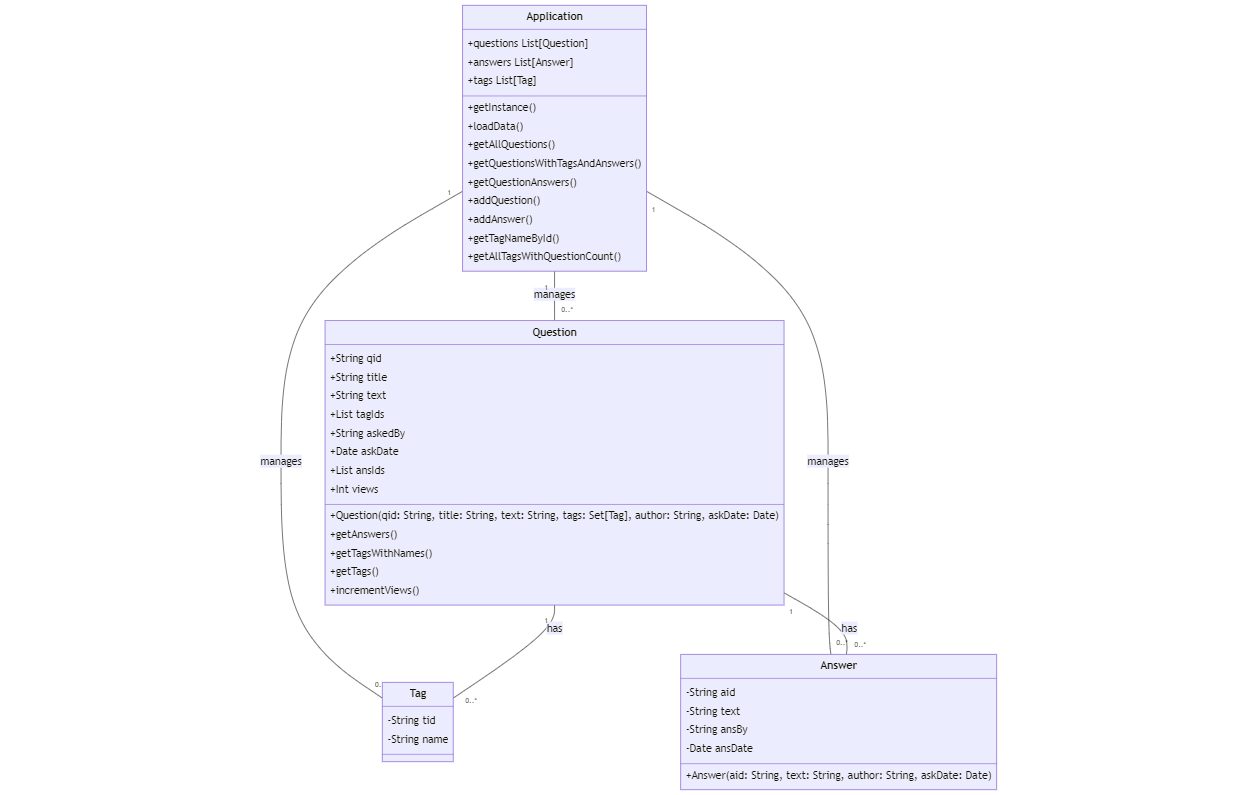 Application
+questions List[Question]
+answers List[Answer]
+tags List[Tag]
+getInstance()
+loadData()
+getAllQuestions()
+getQuestionsWithTagsAndAnswers()
+getQuestionAnswers()
+addQuestion()
+addAnswer()
+getTagNameById()
+getAllTagsWithQuestionCount()
1
1
1
manages
0..*
Question
+String qid
+String title
+String text
+List tagIds
+String askedBy
+Date askDate
+List ansIds
+Int views
+Question(qid: String, title: String, text: String, tags: Set[Tag], author: String, askDate: Date)
+getAnswers()
+getTagsWithNames()
+getTags()
+incrementViews()
manages
manages
1
has
0..*
1
has
0..
0..*
0.
Tag
-String tid
-String name
Answer
-String aid
-String text
-String ansBy
-Date ansDate
+Answer(aid: String, text: String, author: String, askDate: Date)